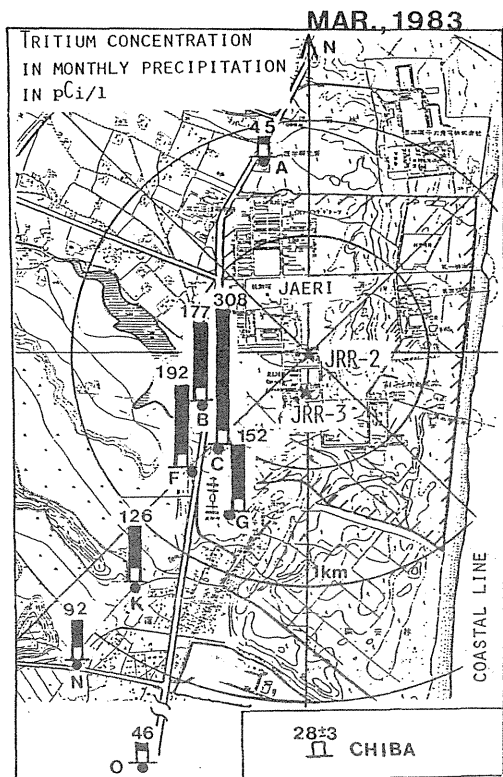 MAR., 1983
TRITIUM CONCENTRATION
IN MONTHLY PRECIPITATION
IN pCi/l
N
45
A
JAERI
308
177
JRR-2
192
JRR-3
B
C
152
F
G
126
1km
K
92
N
COASTAL LINE
46
O
28±3
CHIBA